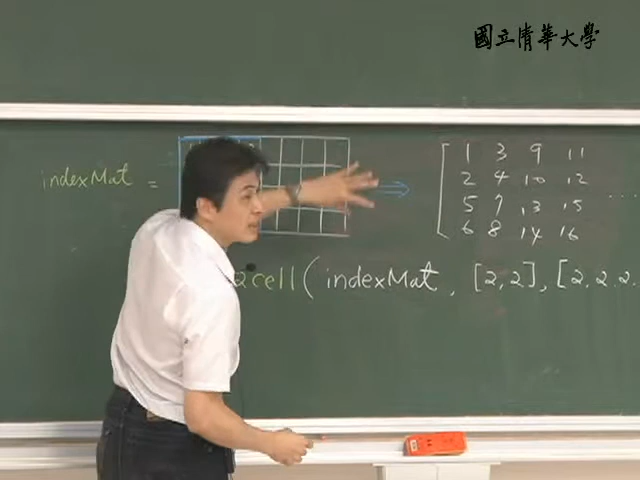 國立清華大學
indexMat =
1 3 9 11
2 4 10 12
5 7 13 15 ....
6 8 14 16
2cell(indexMat, [2,2], [2,2,2.